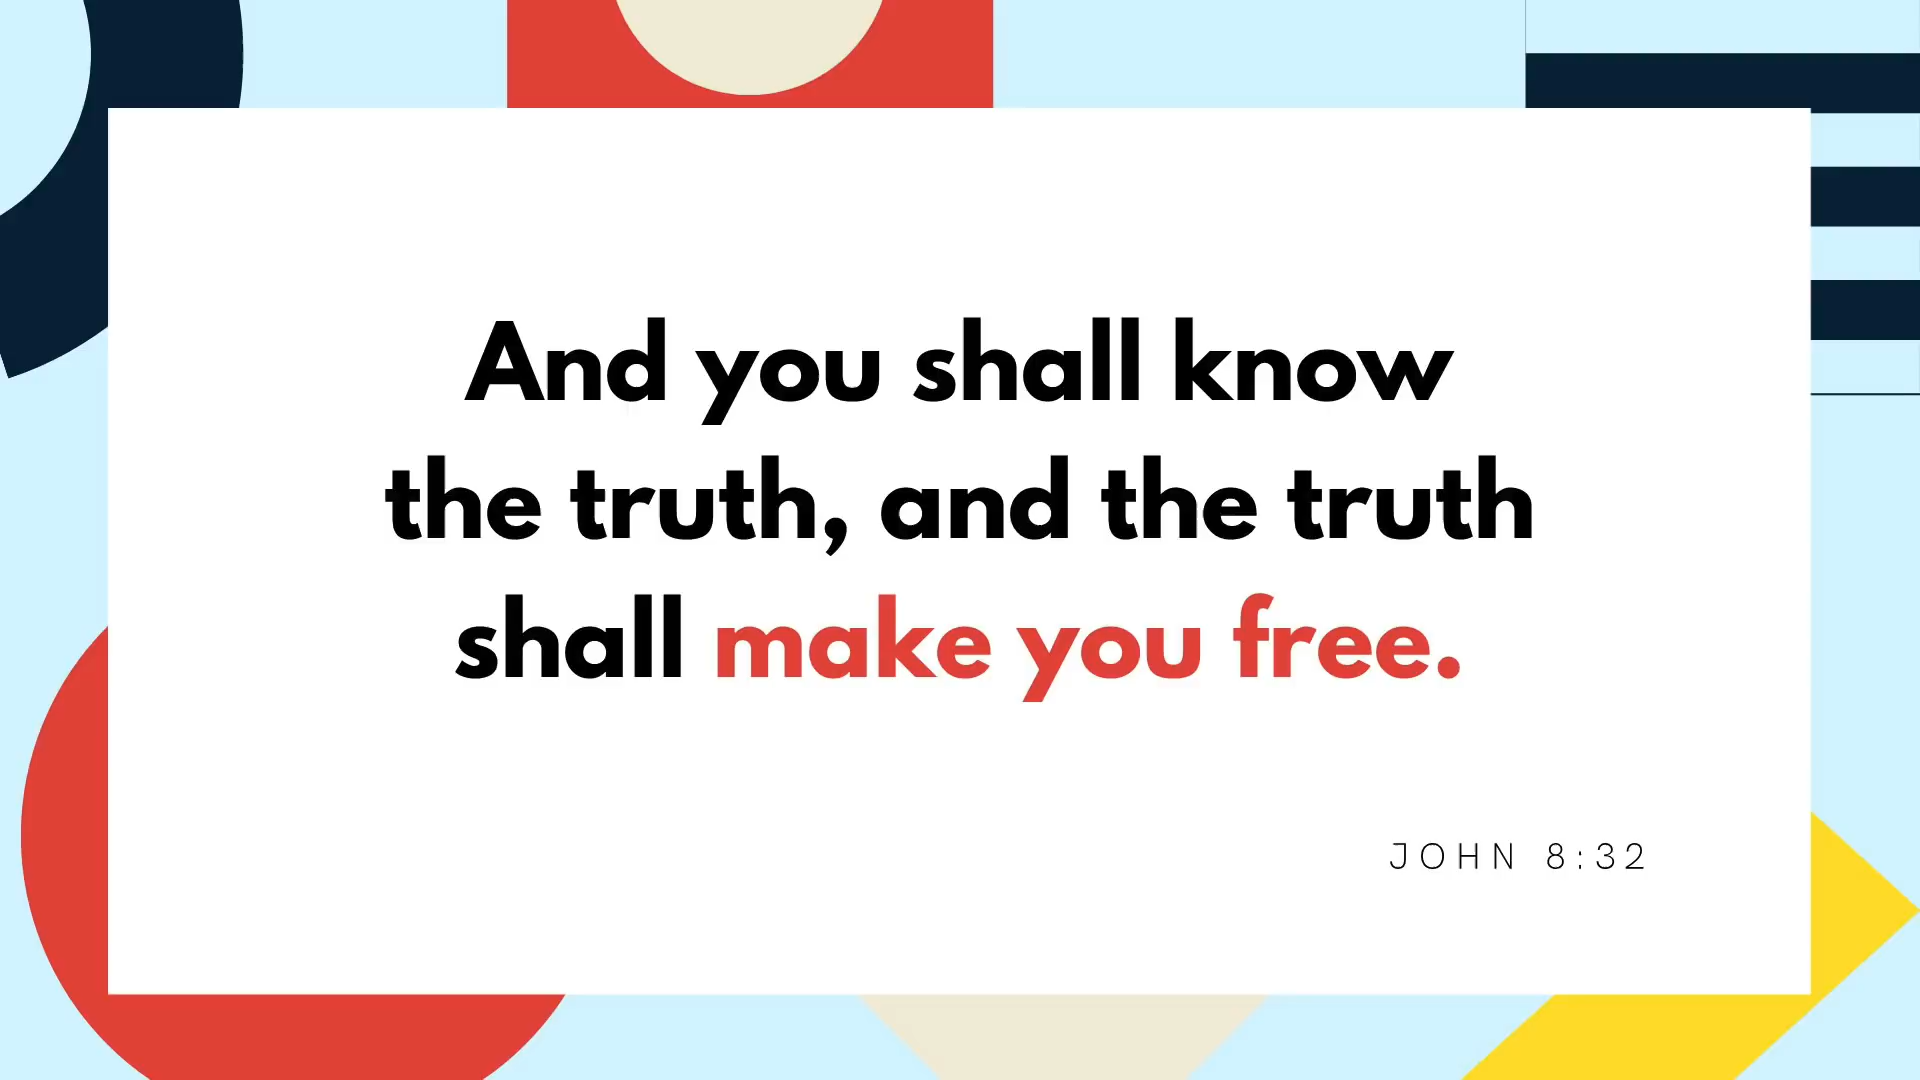 And you shall know
the truth, and the truth
shall make you free.
JOHN 8:32